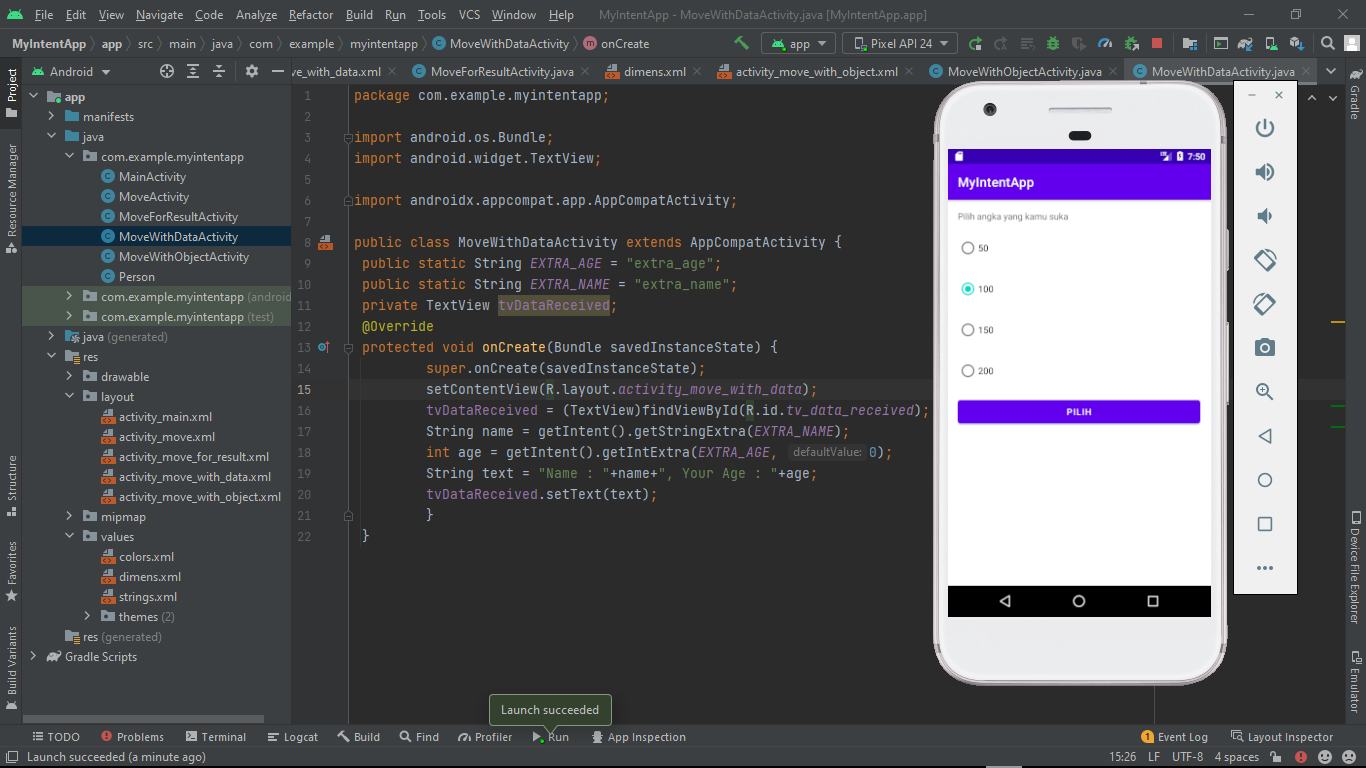 File Edit View Navigate Code Analyze Refactor Build Run Tools VCS Window Help MyIntentApp - MoveWithDataActivity.java [MyIntentApp.app]
MyIntentApp app src main java com example myintentapp MoveWithDataActivity onCreate app Pixel API 24
Android ve_with_data.xml MoveForResultActivity.java dimens.xml activity_move_with_object.xml MoveWithObjectActivity.java MoveWithDataActivity.java
Project
Resource Manager
Structure
Favorites
Build Variants
app
manifests
java
com.example.myintentapp
MainActivity
MoveActivity
MoveForResultActivity
MoveWithDataActivity
MoveWithObjectActivity
Person
com.example.myintentapp (android
com.example.myintentapp (test)
java (generated)
res
drawable
layout
activity_main.xml
activity_move.xml
activity_move_for_result.xml
activity_move_with_data.xml
activity_move_with_object.xml
mipmap
values
colors.xml
dimens.xml
strings.xml
themes (2)
res (generated)
Gradle Scripts
1 package com.example.myintentapp;
2
3 import android.os.Bundle;
4 import android.widget.TextView;
5
6 import androidx.appcompat.app.AppCompatActivity;
7
8 public class MoveWithDataActivity extends AppCompatActivity {
9 public static String EXTRA_AGE = "extra_age";
10 public static String EXTRA_NAME = "extra_name";
11 private TextView tvDataReceived;
12 @Override
13 protected void onCreate(Bundle savedInstanceState) {
14 super.onCreate(savedInstanceState);
15 setContentView(R.layout.activity_move_with_data);
16 tvDataReceived = (TextView)findViewById(R.id.tv_data_received);
17 String name = getIntent().getStringExtra(EXTRA_NAME);
18 int age = getIntent().getIntExtra(EXTRA_AGE, defaultValue: 0);
19 String text = "Name : "+name+", Your Age : "+age;
20 tvDataReceived.setText(text);
21 }
22 }
7:50
MyIntentApp
Pilih angka yang kamu suka
50
100
150
200
PILIH
Gradle
Device File Explorer
Emulator
Launch succeeded
TODO Problems Terminal Logcat Build Find Profiler Run App Inspection 1 Event Log Layout Inspector
Launch succeeded (a minute ago) 15:26 LF UTF-8 4 spaces